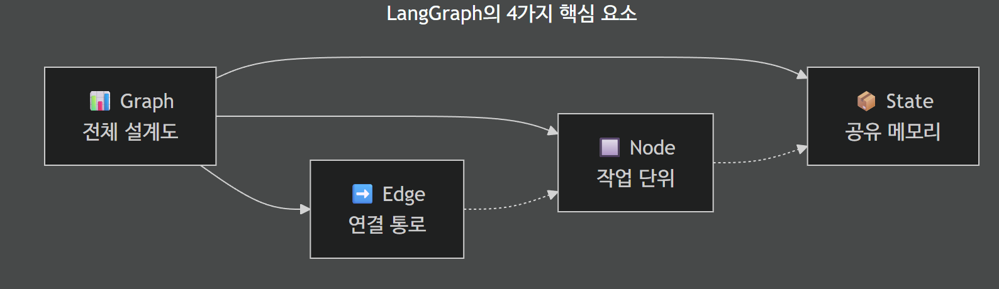 LangGraph의 4가지 핵심 요소
📊 Graph
전체 설계도
➡️ Edge
연결 통로
Node
작업 단위
📦 State
공유 메모리